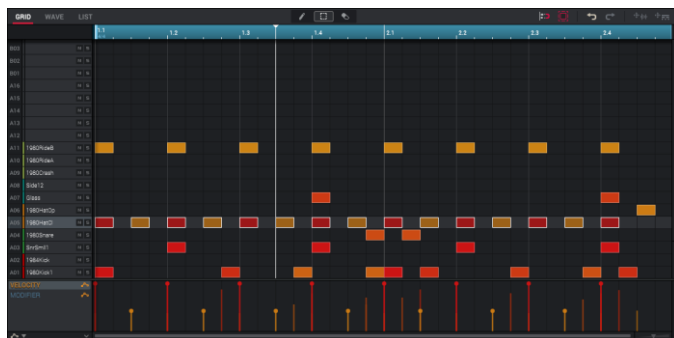 GRID WAVE LIST
1.1 1.2 1.3 1.4 2.1 2.2 2.3 2.4
B03 M S
B02 M S
B01 M S
A16 M S
A15 M S
A14 M S
A13 M S
A12 M S
A11 1980RideB M S
A10 1980RideA M S
A09 1980Crash M S
A08 Side12 M S
A07 Glass M S
A06 1980HatOp M S
A05 1980HatCl M S
A04 1980Snare M S
A03 SnrSmll1 M S
A02 1984Kick M S
A01 1980Kick1 M S
VELOCITY
MODIFIER